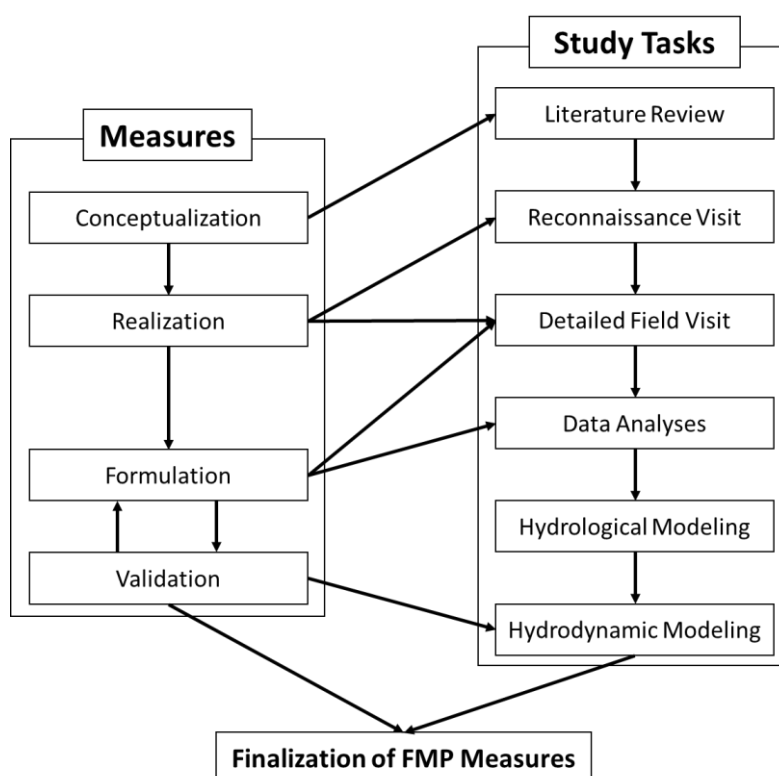 Measures
Conceptualization
Realization
Formulation
Validation
Study Tasks
Literature Review
Reconnaissance Visit
Detailed Field Visit
Data Analyses
Hydrological Modeling
Hydrodynamic Modeling
Finalization of FMP Measures